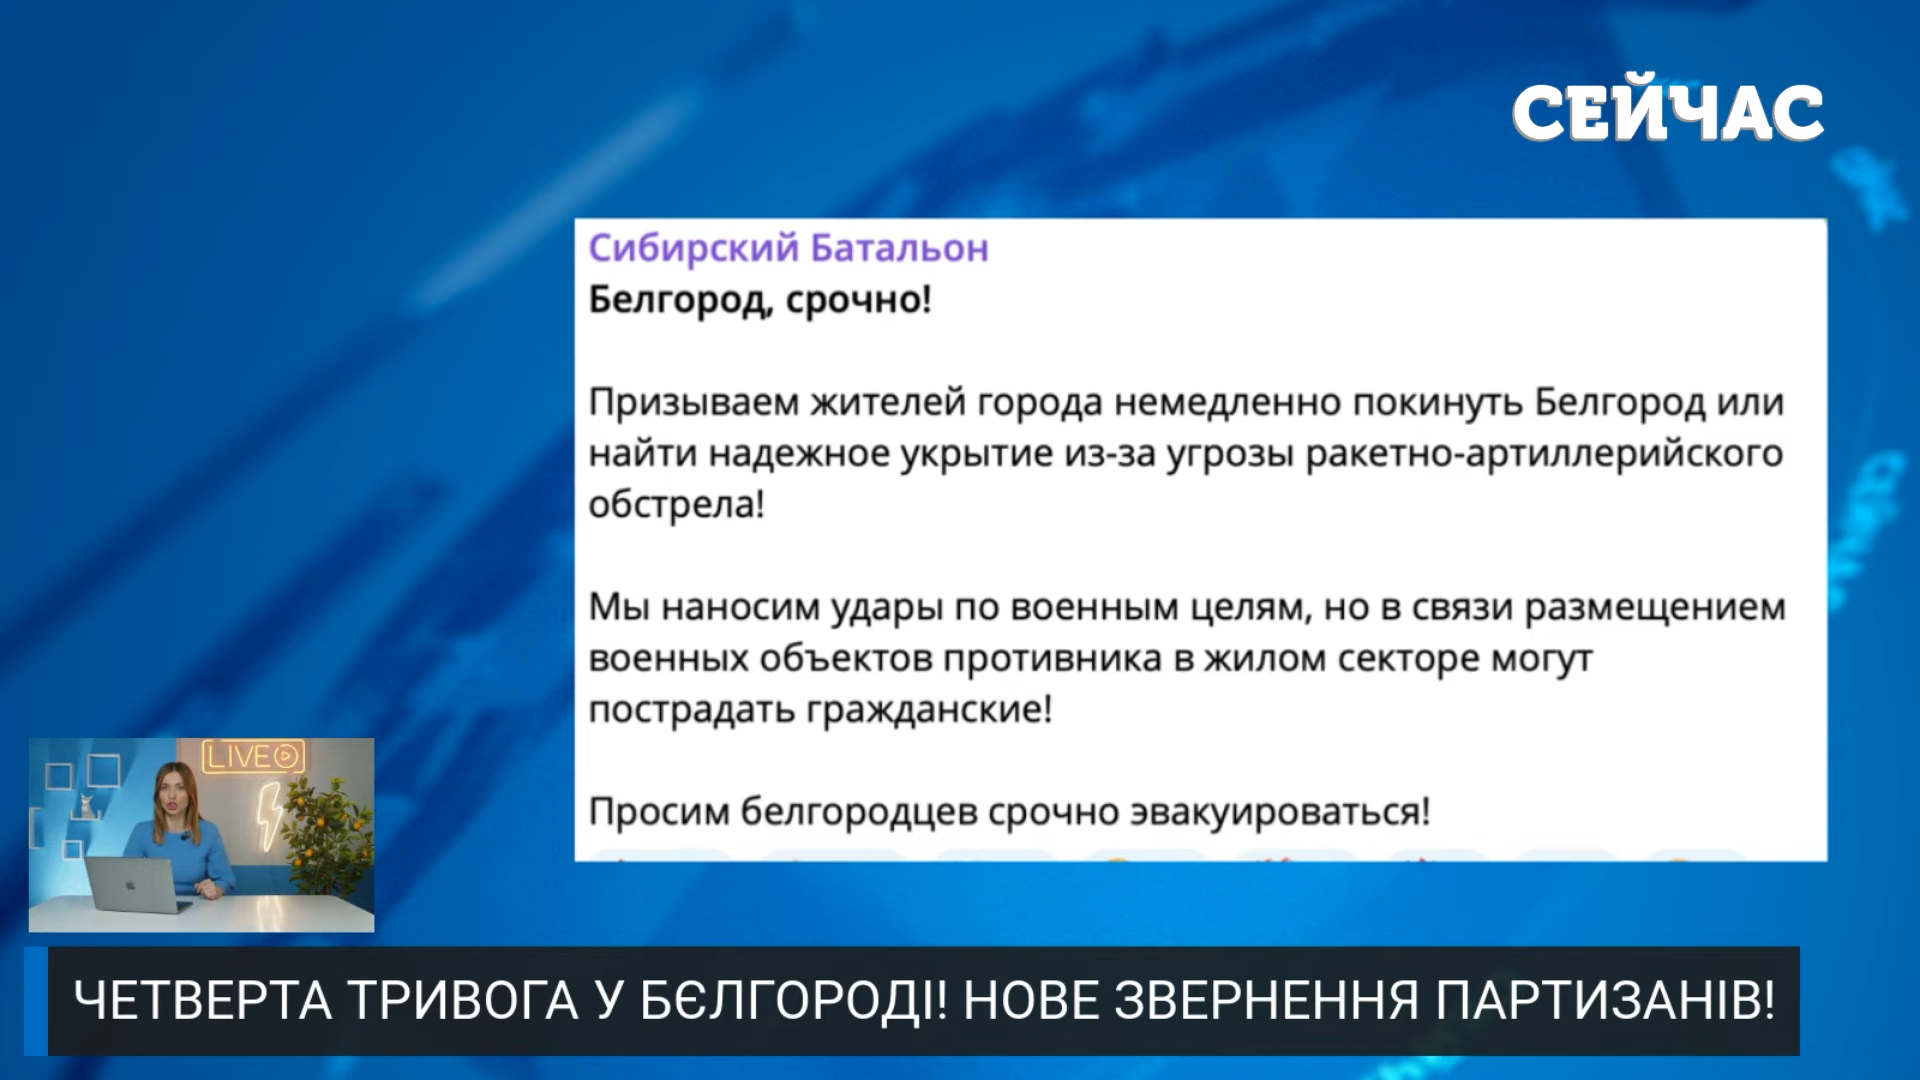 СЕЙЧАС
Сибирский Батальон
Белгород, срочно!
Призываем жителей города немедленно покинуть Белгород или
найти надежное укрытие из-за угрозы ракетно-артиллерийского
обстрела!
Мы наносим удары по военным целям, но в связи размещением
военных объектов противника в жилом секторе могут
пострадать гражданские!
Просим белгородцев срочно эвакуироваться!
LIVE
ЧЕТВЕРТА ТРИВОГА У БЄЛГОРОДІ! НОВЕ ЗВЕРНЕННЯ ПАРТИЗАНІВ!